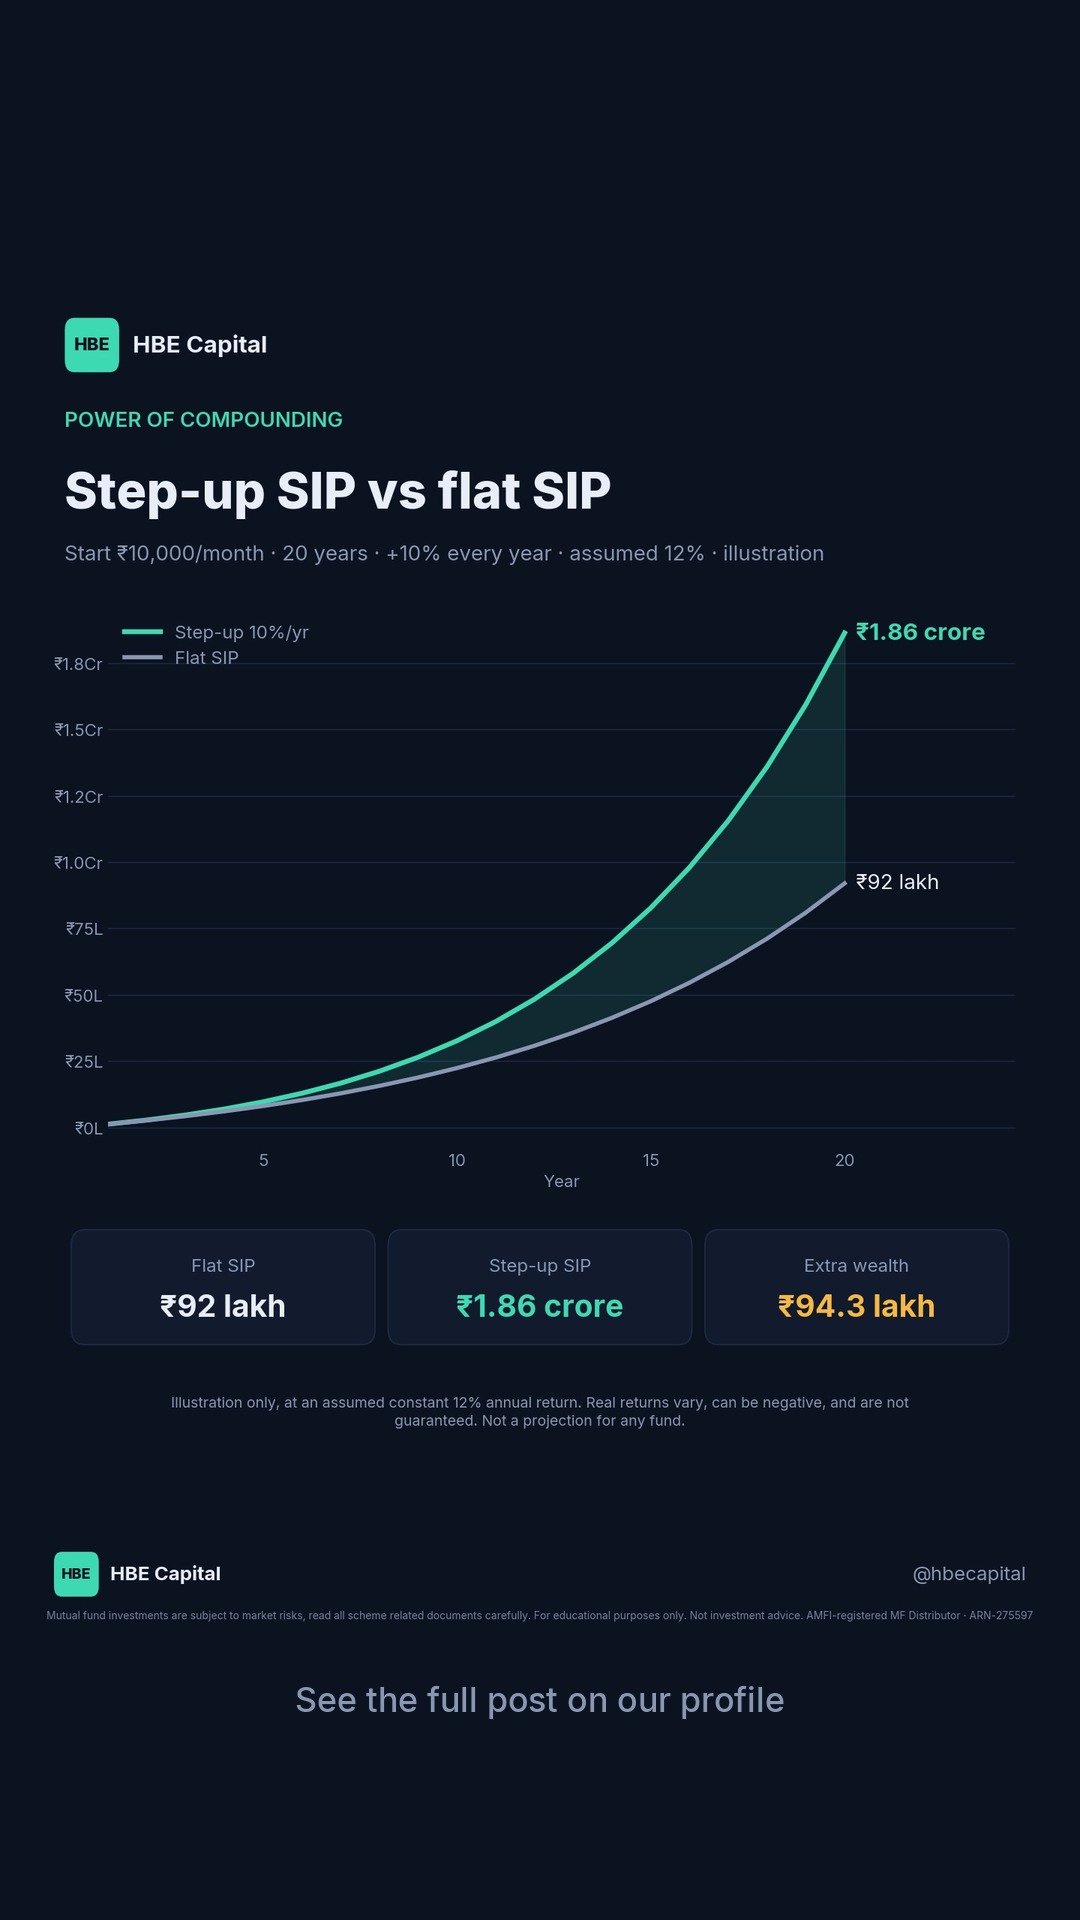 HBE HBE Capital
POWER OF COMPOUNDING
Step-up SIP vs flat SIP
Start ₹10,000/month · 20 years · +10% every year · assumed 12% · illustration
Step-up 10%/yr
Flat SIP
₹1.86 crore
₹1.8Cr
₹1.5Cr
₹1.2Cr
₹1.0Cr
₹92 lakh
₹75L
₹50L
₹25L
₹0L
5 10 15 20
Year
Flat SIP
₹92 lakh
Step-up SIP
₹1.86 crore
Extra wealth
₹94.3 lakh
Illustration only, at an assumed constant 12% annual return. Real returns vary, can be negative, and are not
guaranteed. Not a projection for any fund.
HBE HBE Capital
@hbecapital
Mutual fund investments are subject to market risks, read all scheme related documents carefully. For educational purposes only. Not investment advice. AMFI-registered MF Distributor · ARN-275597
See the full post on our profile